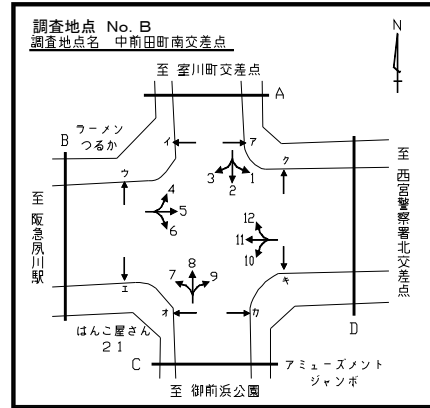 調査地点 No. B
調査地点名 中前田町南交差点
N
至 室川町交差点
A
B
ラーメン
つるか
イ
ア
ウ
ク
3
2
1
4
5
6
12
11
10
至 阪急夙川駅
至 西宮警察署北交差点
エ
7
8
9
キ
オ
カ
はんこ屋さん
21
D
C
アミューズメント
ジャンボ
至 御前浜公園